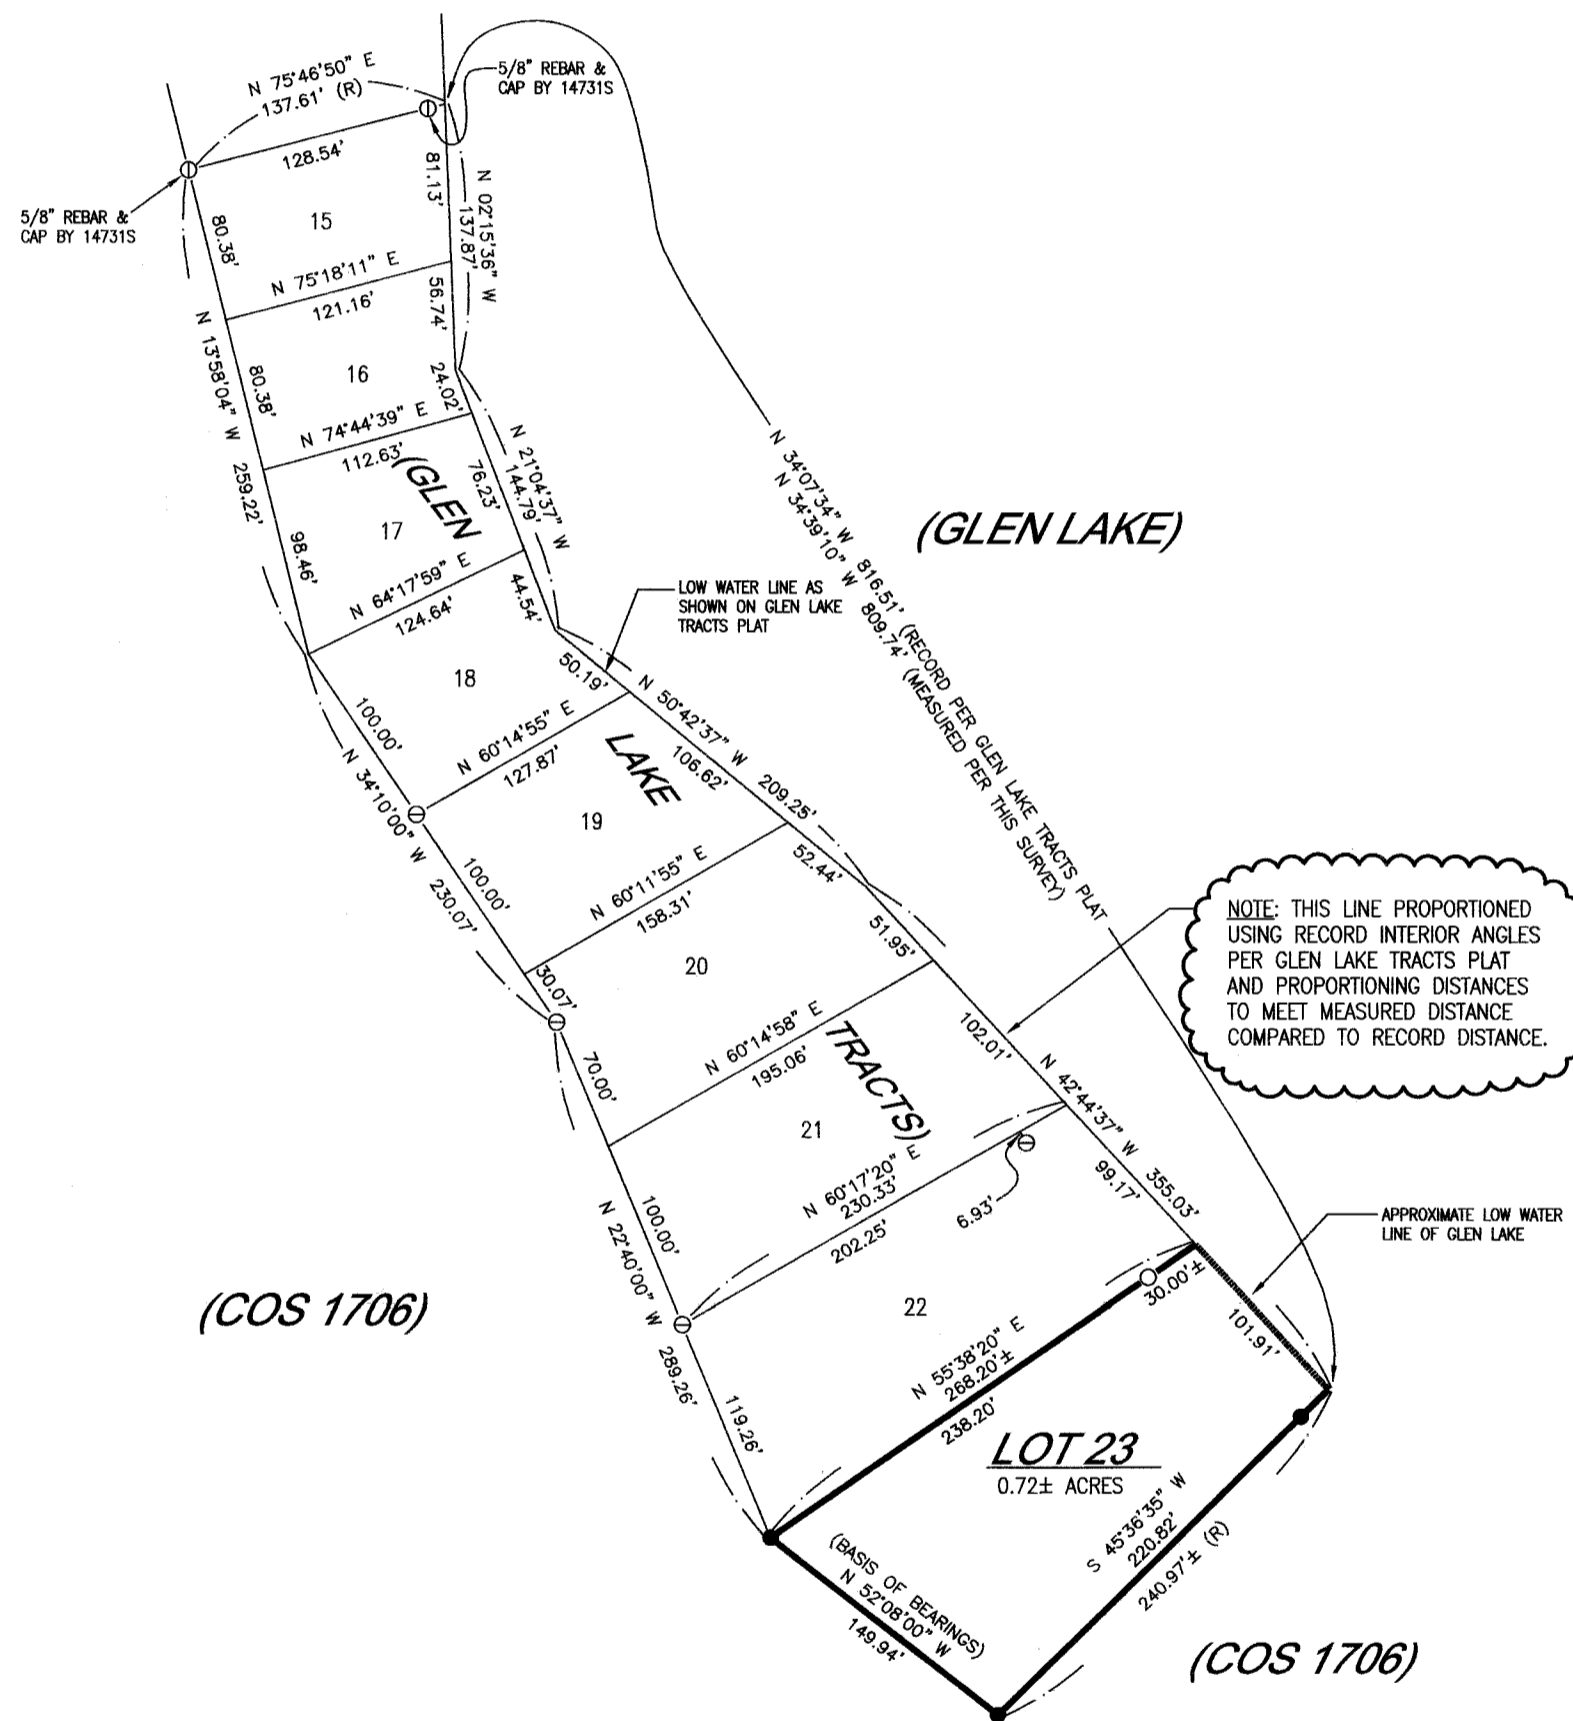 N 75°46'50" E
137.61' (R)
5/8" REBAR &
CAP BY 14731S
128.54'
81.13'
N 02°15'36" W
137.87'
5/8" REBAR &
CAP BY 14731S
15
80.38'
N 75°18'11" E
121.16'
56.74'
N 13°58'04" W 259.22'
16
80.38'
24.02'
N 74°44'39" E
112.63'
(GLEN
LAKE
TRACTS)
N 21°04'37" W
144.79'
76.23'
17
98.46'
N 64°17'59" E
124.64'
44.54'
(GLEN LAKE)
N 34°07'34" W 816.51' (RECORD PER GLEN LAKE TRACTS PLAT
N 34°39'10" W 809.74' (MEASURED PER THIS SURVEY)
LOW WATER LINE AS
SHOWN ON GLEN LAKE
TRACTS PLAT
18
50.19'
100.00'
N 60°14'55" E
127.87'
N 50°42'37" W 209.25'
106.62'
N 34°10'00" W 230.07'
19
100.00'
N 60°11'55" E
158.31'
52.44'
51.95'
30.07'
20
NOTE: THIS LINE PROPORTIONED
USING RECORD INTERIOR ANGLES
PER GLEN LAKE TRACTS PLAT
AND PROPORTIONING DISTANCES
TO MEET MEASURED DISTANCE
COMPARED TO RECORD DISTANCE.
N 60°14'58" E
195.06'
102.01'
N 42°44'37" W 355.03'
70.00'
21
N 60°17'20" E
230.33'
202.25'
6.93'
99.17'
100.00'
N 22°40'00" W 289.26'
APPROXIMATE LOW WATER
LINE OF GLEN LAKE
22
30.00'±
101.91'
(COS 1706)
N 55°38'20" E
268.20'±
238.20'
119.26'
LOT 23
0.72± ACRES
S 45°36'35" W
220.82'
240.97'± (R)
(BASIS OF BEARINGS)
N 52°08'00" W
149.94'
(COS 1706)